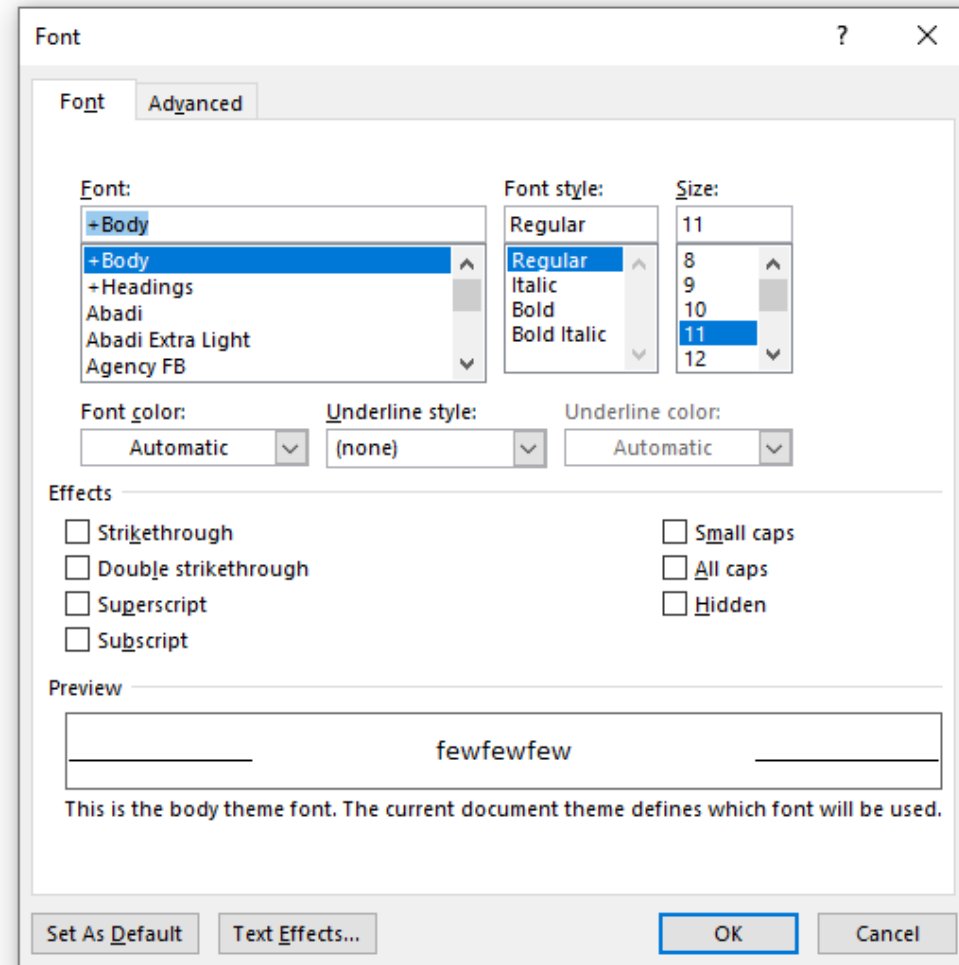 Font ?
Font Advanced
Font: Font style: Size:
+Body Regular 11
+Body Regular 8
+Headings Italic 9
Abadi Bold 10
Abadi Extra Light Bold Italic 11
Agency FB 12
Font color: Underline style: Underline color:
Automatic (none) Automatic
Effects
Strikethrough Small caps
Double strikethrough All caps
Superscript Hidden
Subscript
Preview
fewfewfew
This is the body theme font. The current document theme defines which font will be used.
Set As Default Text Effects... OK Cancel